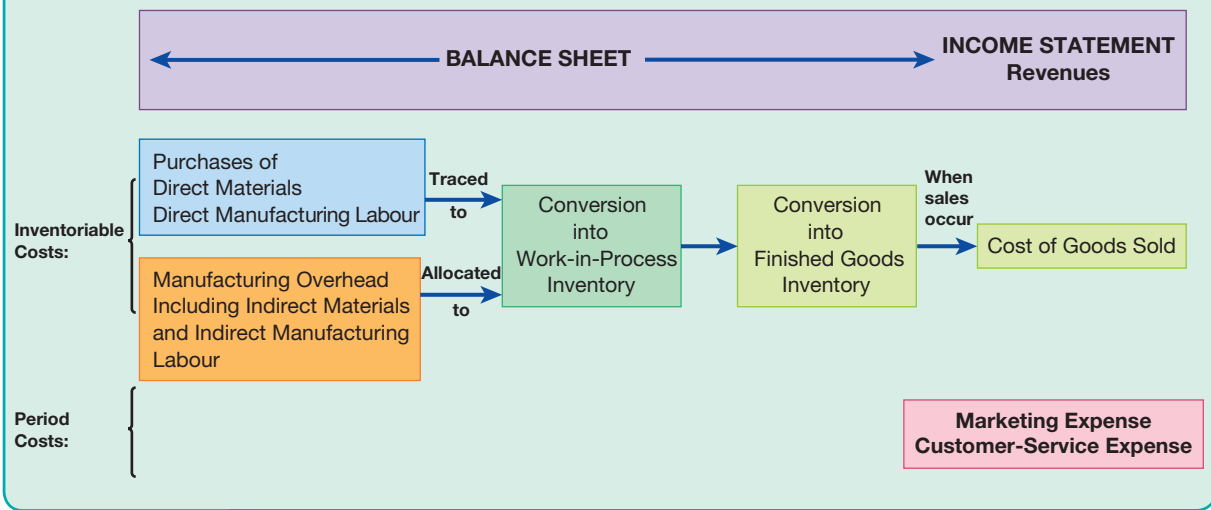 BALANCE SHEET
INCOME STATEMENT
Revenues
Inventoriable
Costs:
Purchases of
Direct Materials
Direct Manufacturing Labour
Traced
to
Manufacturing Overhead
Including Indirect Materials
and Indirect Manufacturing
Labour
Allocated
to
Conversion
into
Work-in-Process
Inventory
Conversion
into
Finished Goods
Inventory
When
sales
occur
Cost of Goods Sold
Period
Costs:
Marketing Expense
Customer-Service Expense